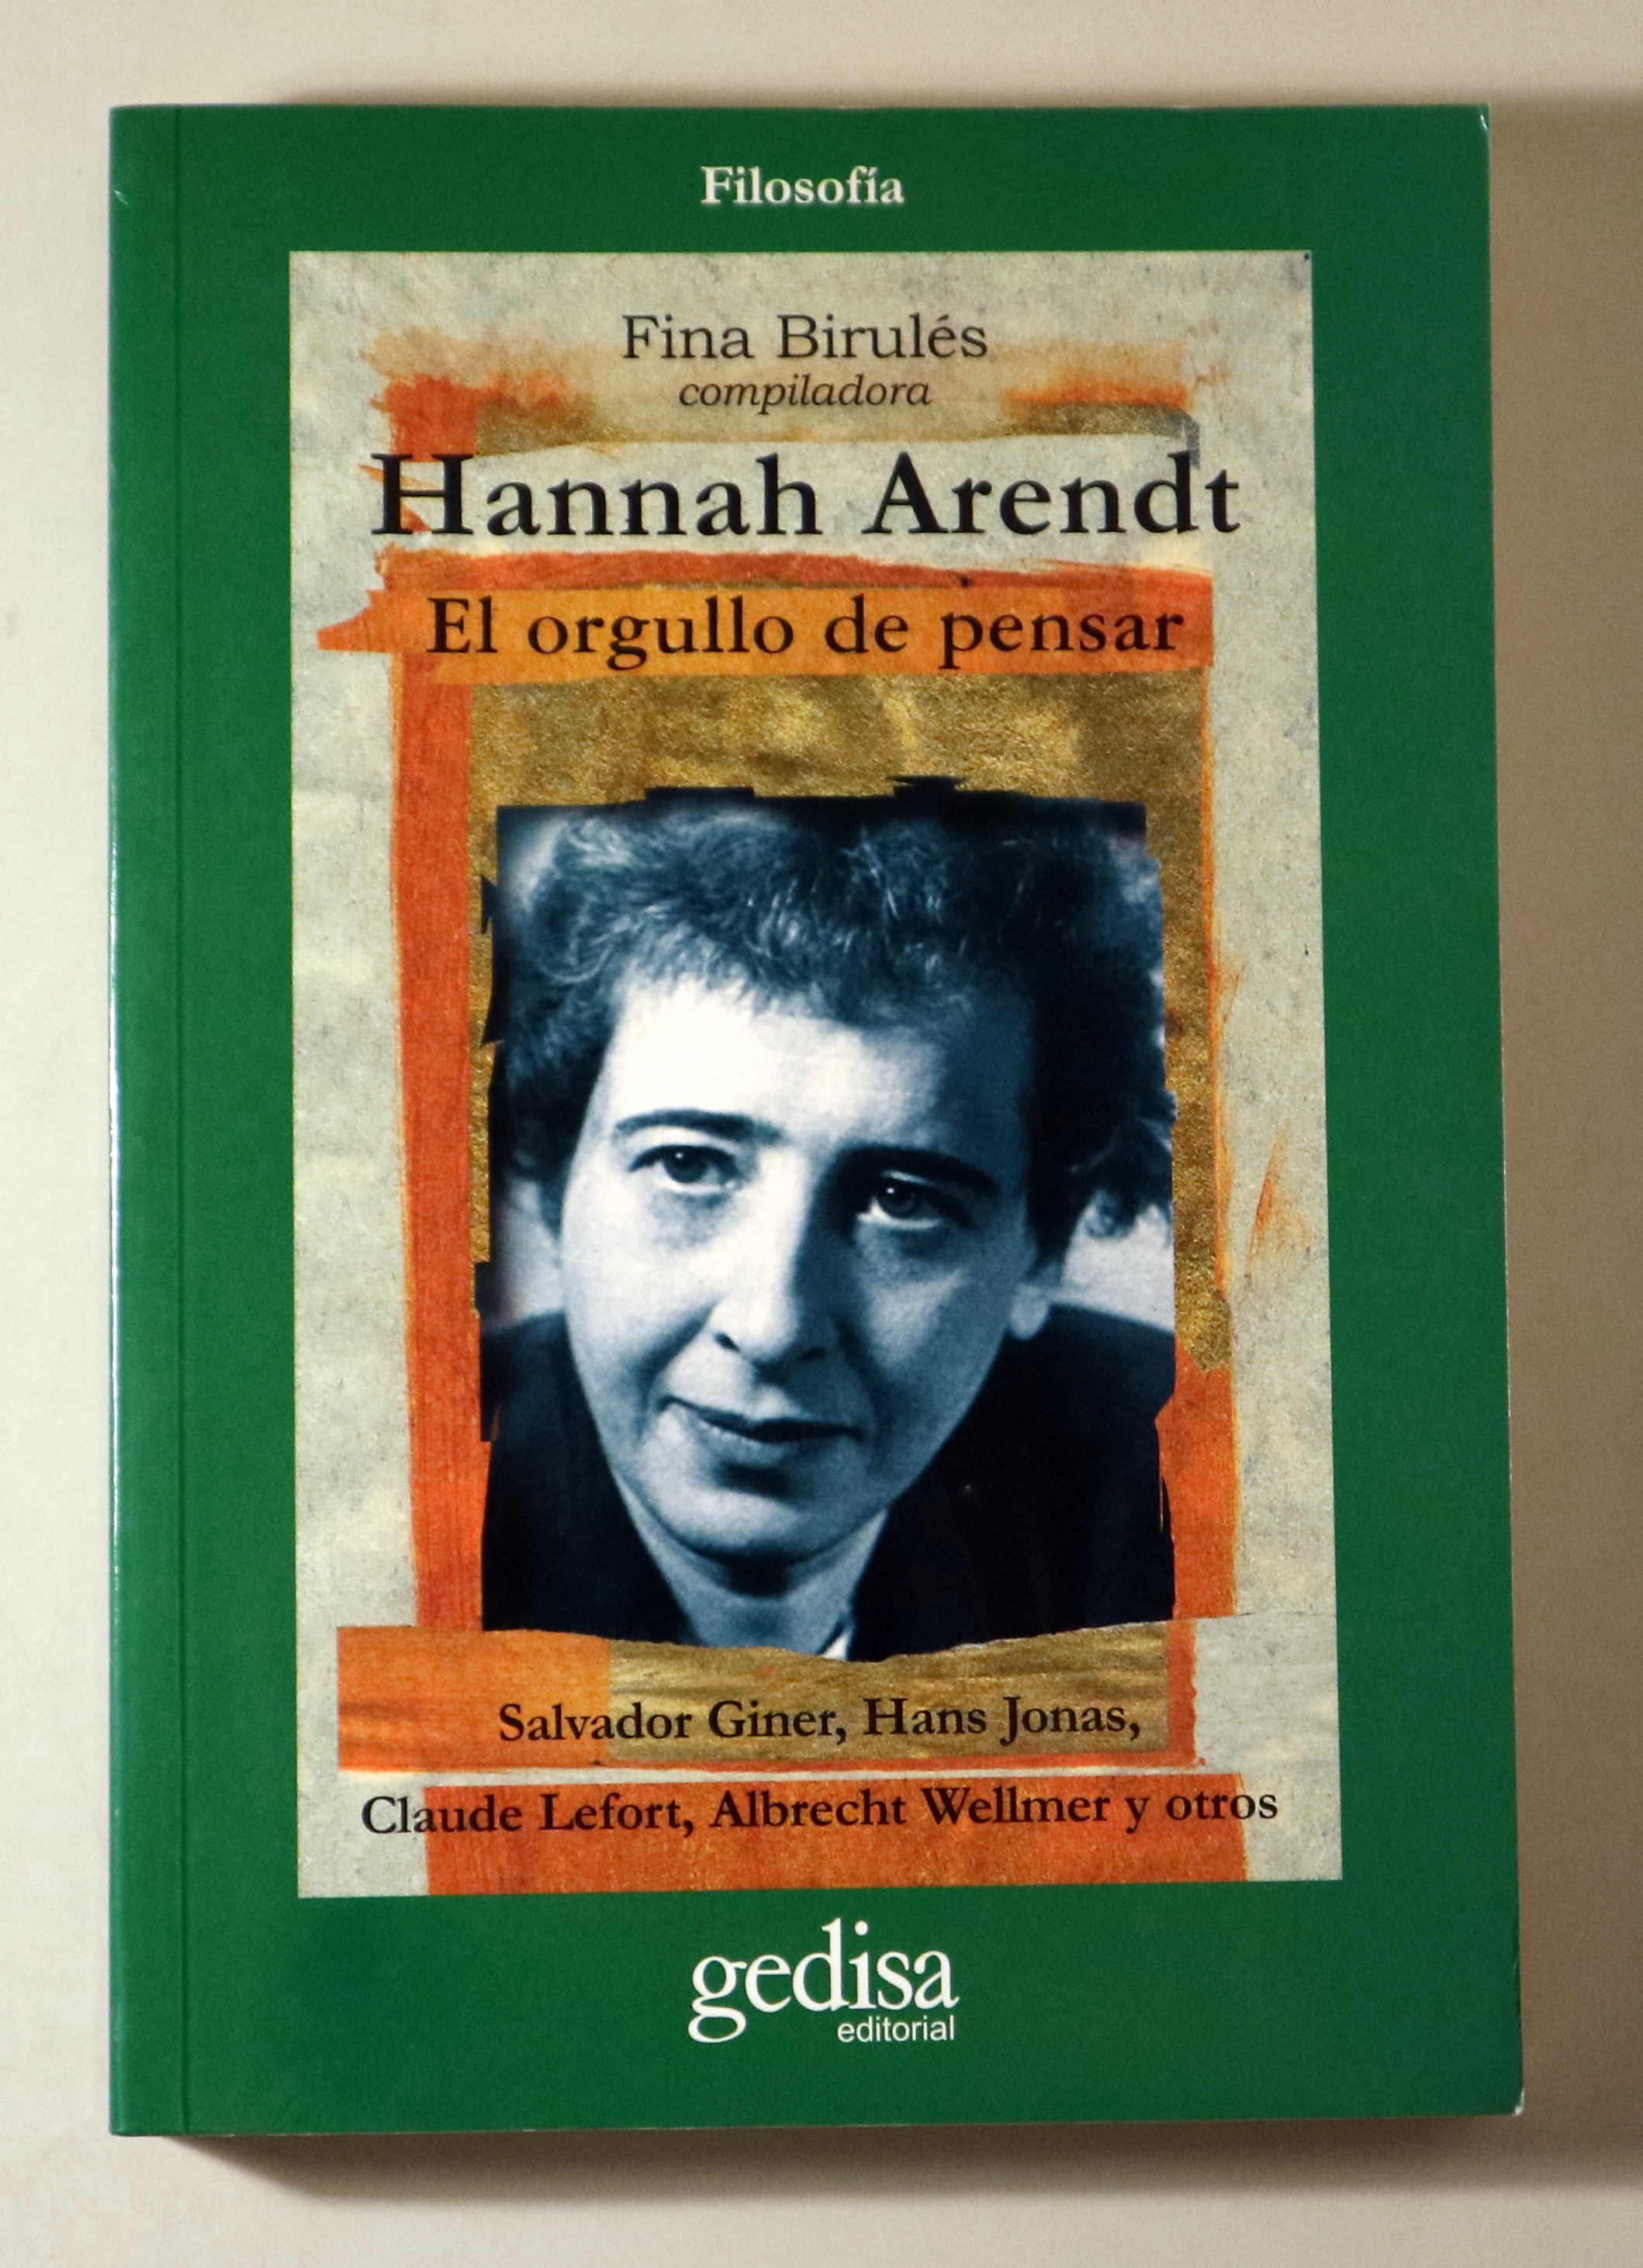 Filosofía
Fina Birulés
compiladora
Hannah Arendt
El orgullo de pensar
Salvador Giner, Hans Jonas,
Claude Lefort, Albrecht Wellmer y otros
gedisa
editorial